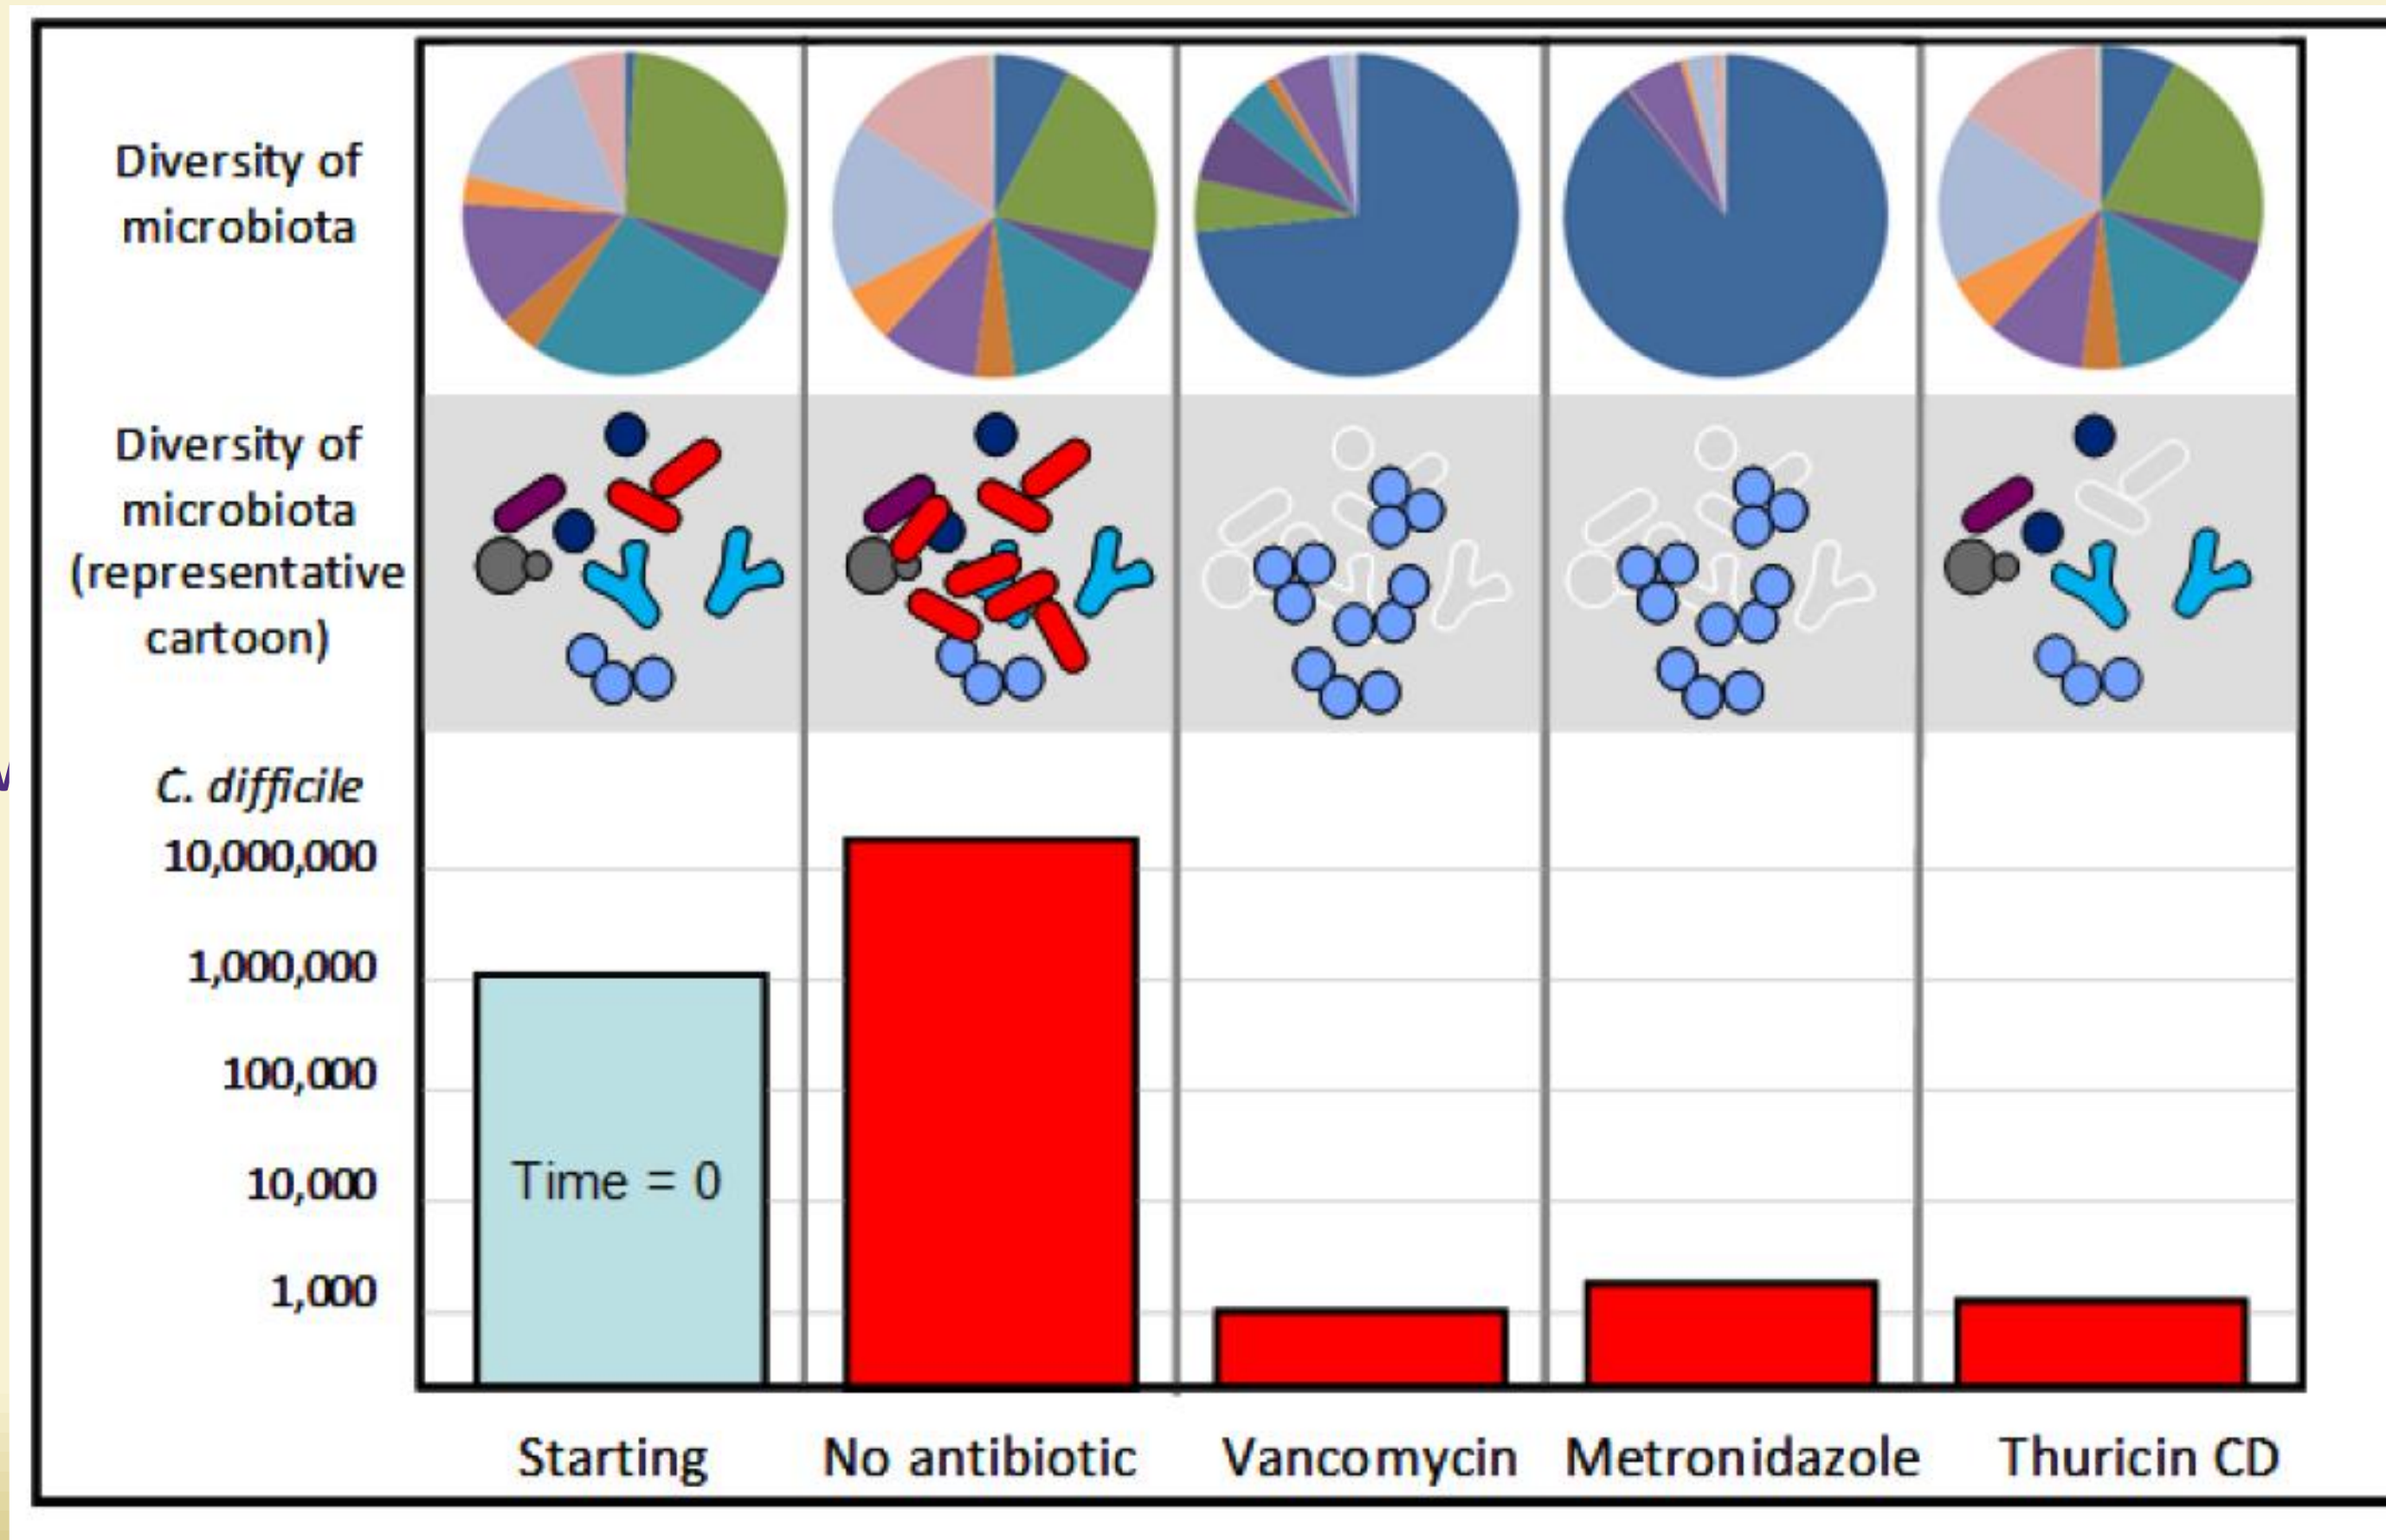 Diversity of
microbiota
Diversity of
microbiota
(representative
cartoon)
C. difficile
10,000,000
1,000,000
100,000
10,000
1,000
Time = 0
Starting
No antibiotic
Vancomycin
Metronidazole
Thuricin CD